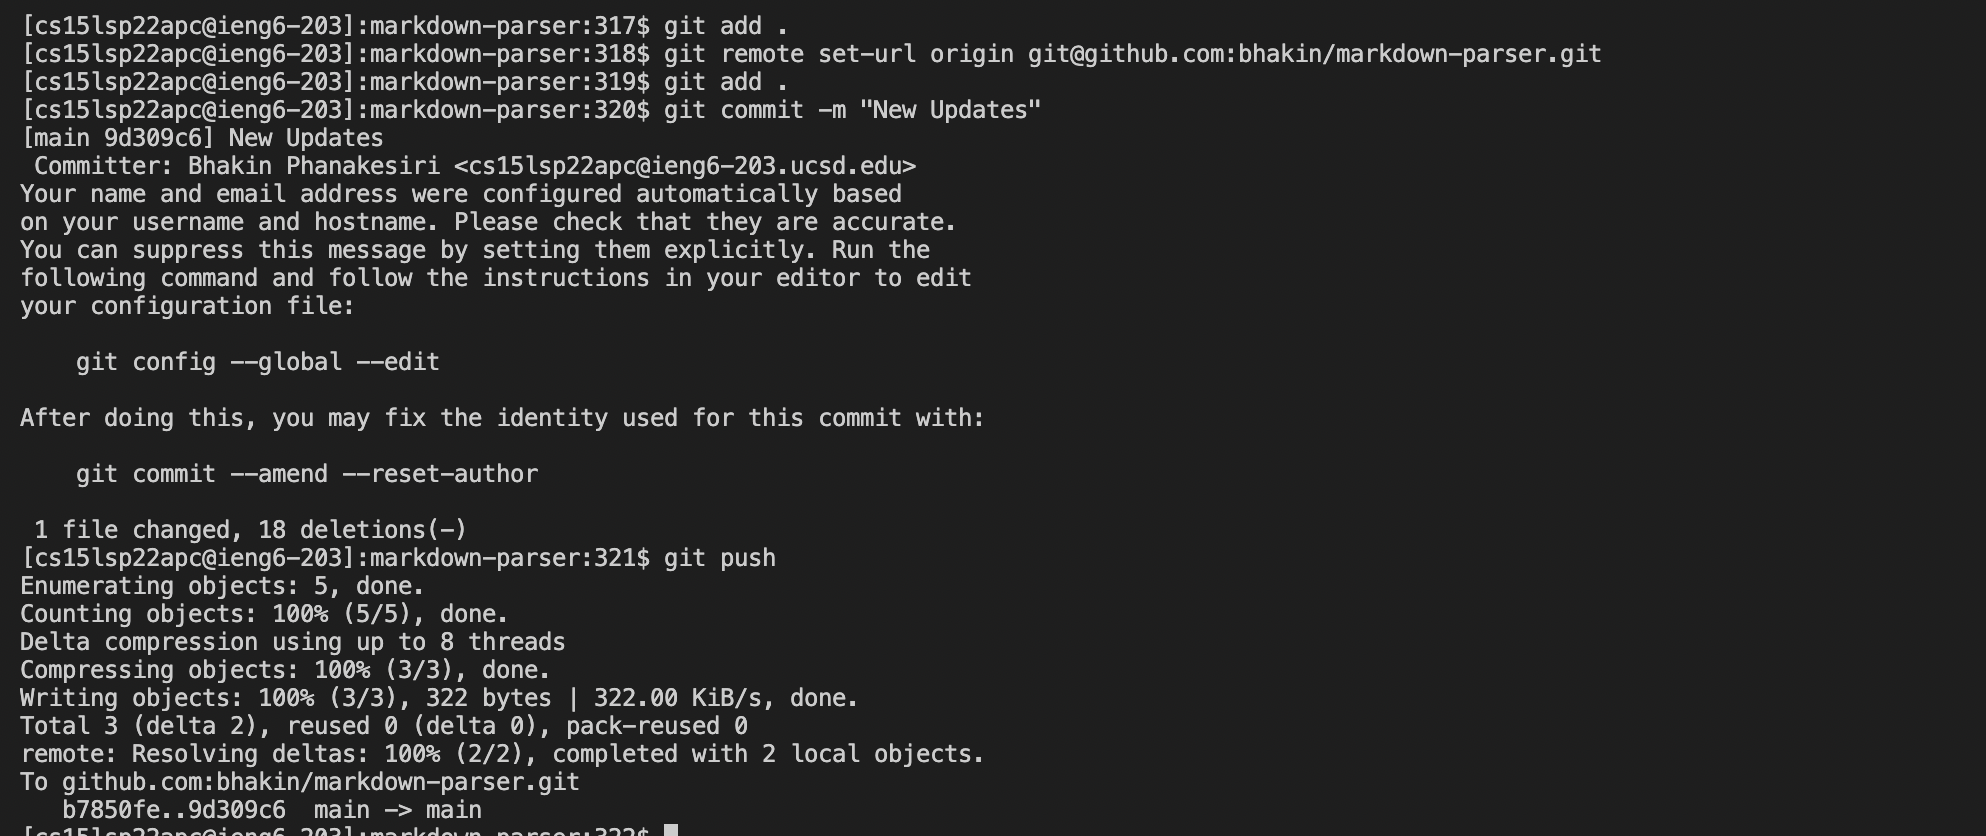 [cs15lsp22apc@ieng6-203]:markdown-parser:317$ git add .
[cs15lsp22apc@ieng6-203]:markdown-parser:318$ git remote set-url origin git@github.com:bhakin/markdown-parser.git
[cs15lsp22apc@ieng6-203]:markdown-parser:319$ git add .
[cs15lsp22apc@ieng6-203]:markdown-parser:320$ git commit -m "New Updates"
[main 9d309c6] New Updates
 Committer: Bhakin Phanakesiri <cs15lsp22apc@ieng6-203.ucsd.edu>
Your name and email address were configured automatically based
on your username and hostname. Please check that they are accurate.
You can suppress this message by setting them explicitly. Run the
following command and follow the instructions in your editor to edit
your configuration file:

    git config --global --edit

After doing this, you may fix the identity used for this commit with:

    git commit --amend --reset-author

 1 file changed, 18 deletions(-)
[cs15lsp22apc@ieng6-203]:markdown-parser:321$ git push
Enumerating objects: 5, done.
Counting objects: 100% (5/5), done.
Delta compression using up to 8 threads
Compressing objects: 100% (3/3), done.
Writing objects: 100% (3/3), 322 bytes | 322.00 KiB/s, done.
Total 3 (delta 2), reused 0 (delta 0), pack-reused 0
remote: Resolving deltas: 100% (2/2), completed with 2 local objects.
To github.com:bhakin/markdown-parser.git
   b7850fe..9d309c6  main -> main
[cs15lsp22apc@ieng6-203]:markdown-parser:322$